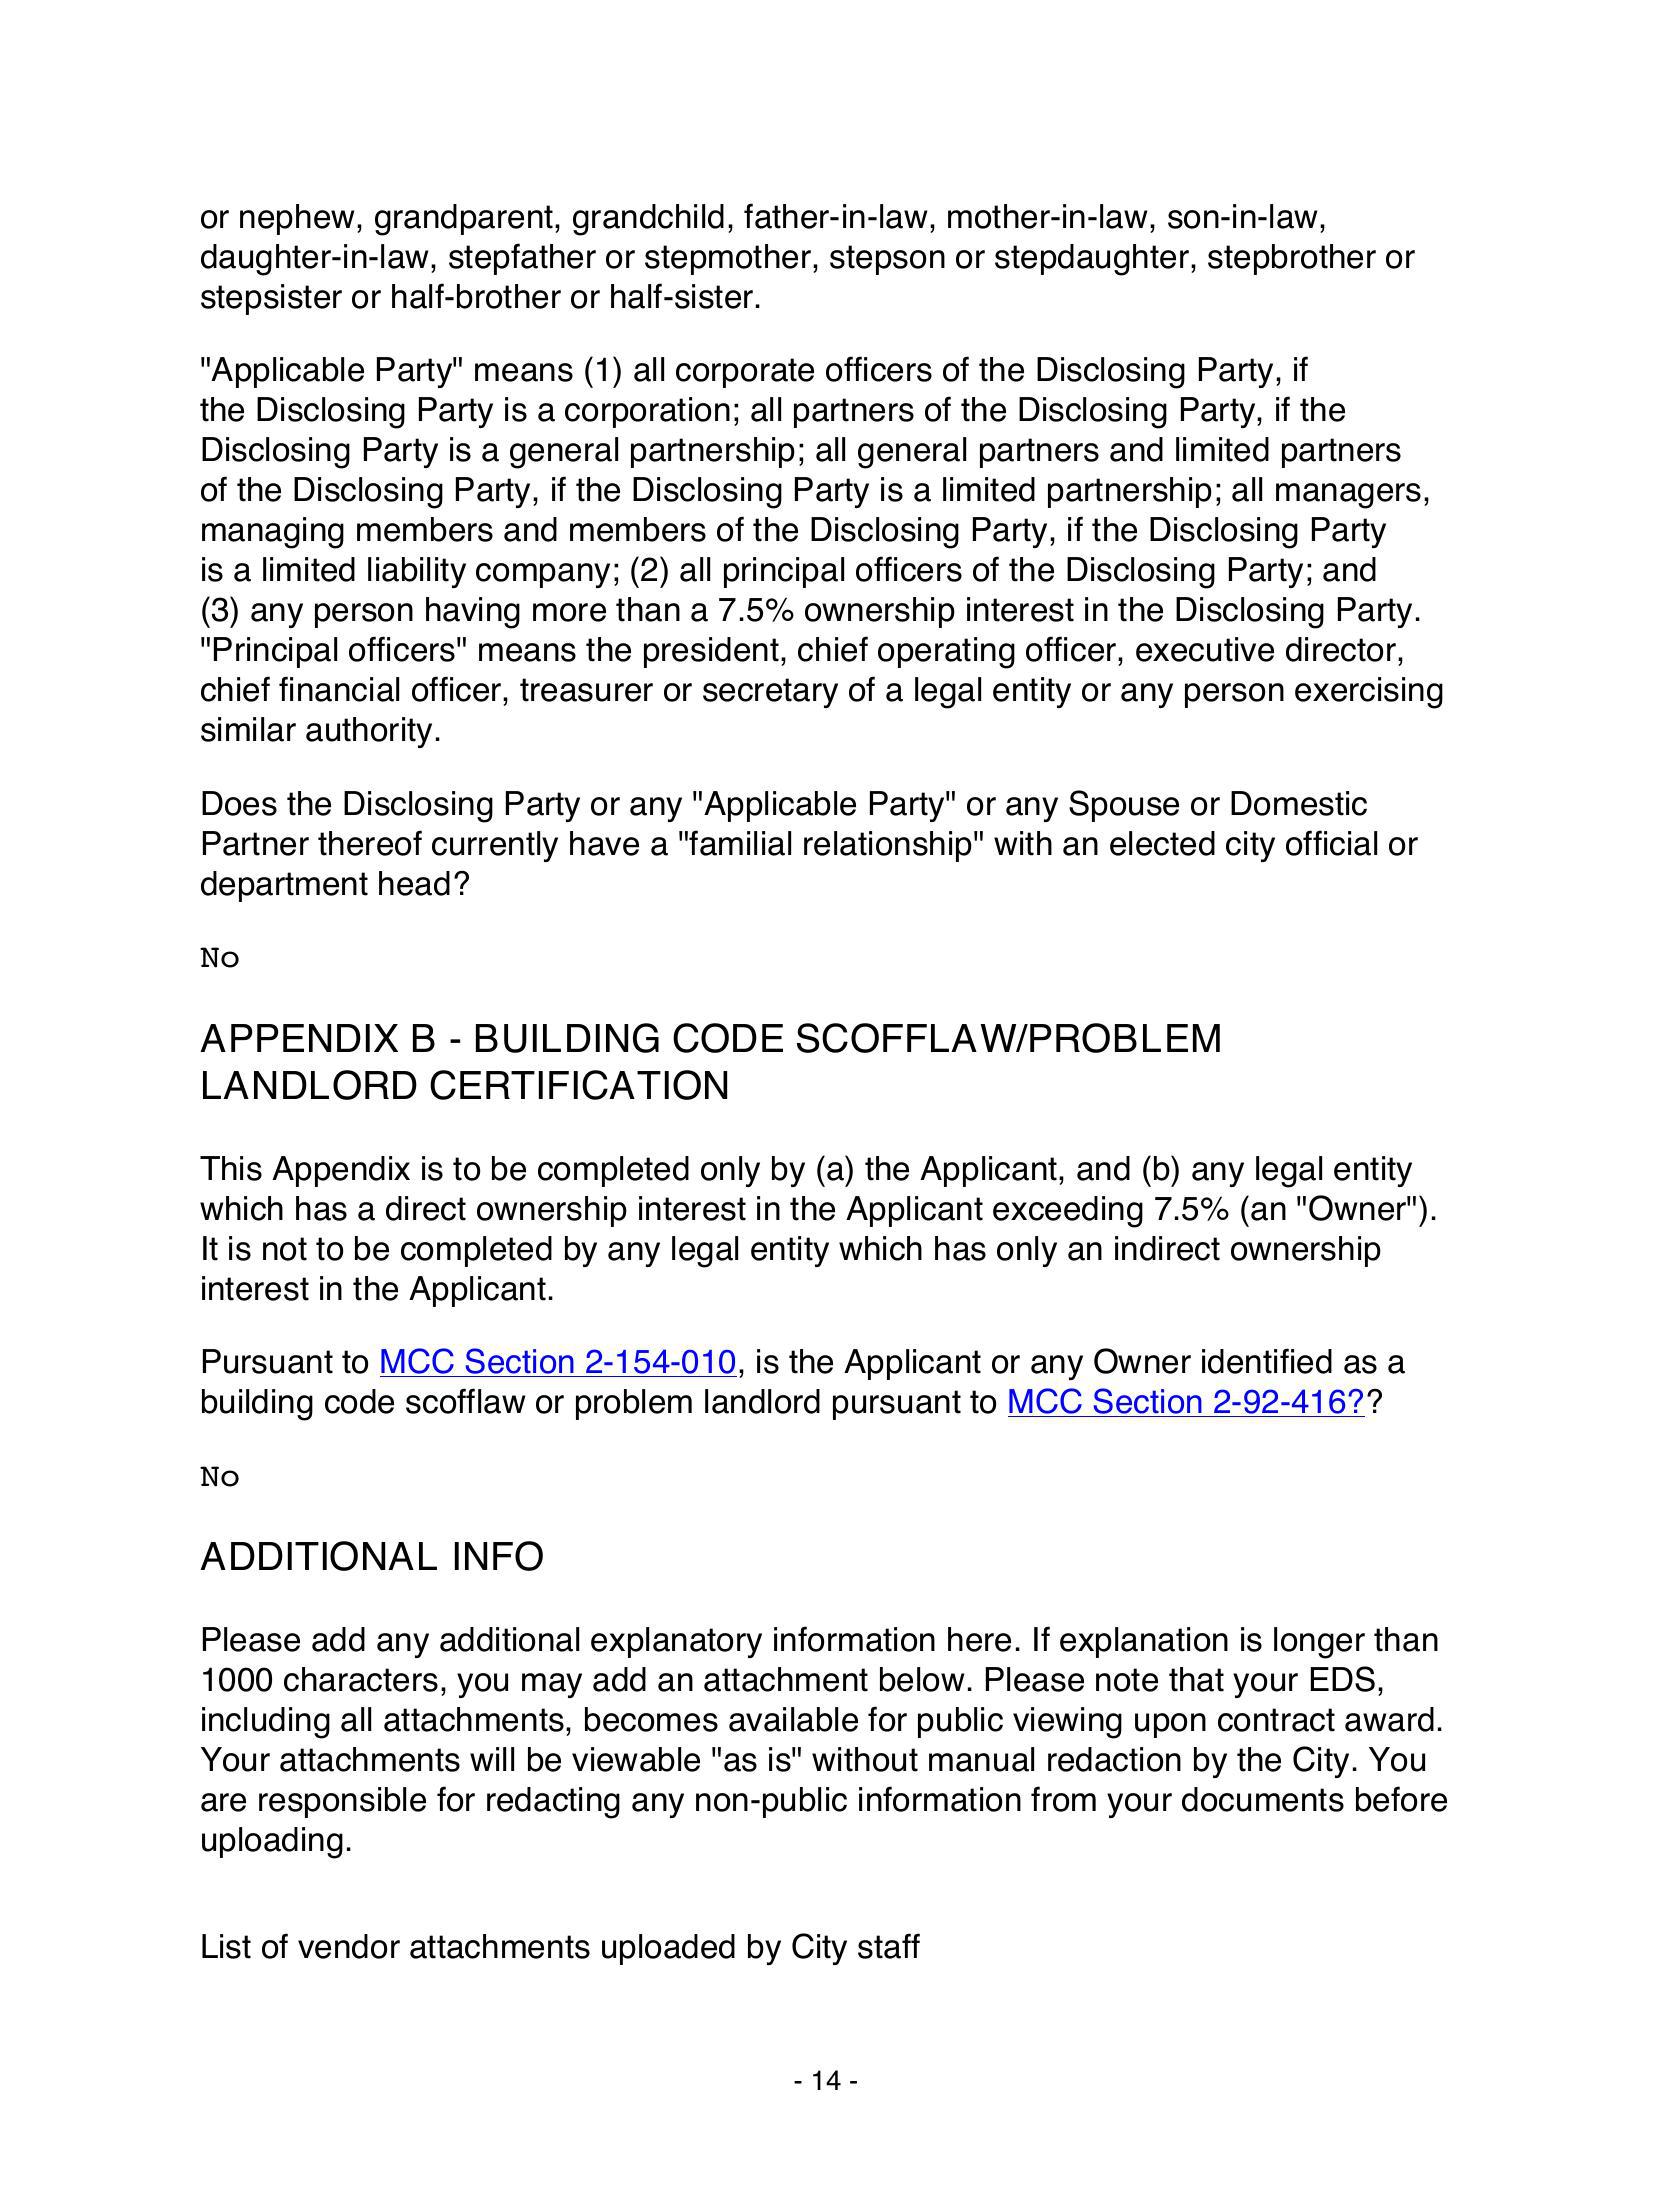 or nephew, grandparent, grandchild, father-in-law, mother-in-law, son-in-law,
daughter-in-law, stepfather or stepmother, stepson or stepdaughter, stepbrother or
stepsister or half-brother or half-sister.
"Applicable Party" means (1) all corporate officers of the Disclosing Party, if
the Disclosing Party is a corporation; all partners of the Disclosing Party, if the
Disclosing Party is a general partnership; all general partners and limited partners
of the Disclosing Party, if the Disclosing Party is a limited partnership; all managers,
managing members and members of the Disclosing Party, if the Disclosing Party
is a limited liability company; (2) all principal officers of the Disclosing Party; and
(3) any person having more than a 7.5% ownership interest in the Disclosing Party.
"Principal officers" means the president, chief operating officer, executive director,
chief financial officer, treasurer or secretary of a legal entity or any person exercising
similar authority.
Does the Disclosing Party or any "Applicable Party" or any Spouse or Domestic
Partner thereof currently have a "familial relationship" with an elected city official or
department head?
No
APPENDIX B - BUILDING CODE SCOFFLAW/PROBLEM
LANDLORD CERTIFICATION
This Appendix is to be completed only by (a) the Applicant, and (b) any legal entity
which has a direct ownership interest in the Applicant exceeding 7.5% (an "Owner").
It is not to be completed by any legal entity which has only an indirect ownership
interest in the Applicant.
Pursuant to MCC Section 2-154-010, is the Applicant or any Owner identified as a
building code scofflaw or problem landlord pursuant to MCC Section 2-92-416??
No
ADDITIONAL INFO
Please add any additional explanatory information here. If explanation is longer than
1000 characters, you may add an attachment below. Please note that your EDS,
including all attachments, becomes available for public viewing upon contract award.
Your attachments will be viewable "as is" without manual redaction by the City. You
are responsible for redacting any non-public information from your documents before
uploading.
List of vendor attachments uploaded by City staff
- 14 -